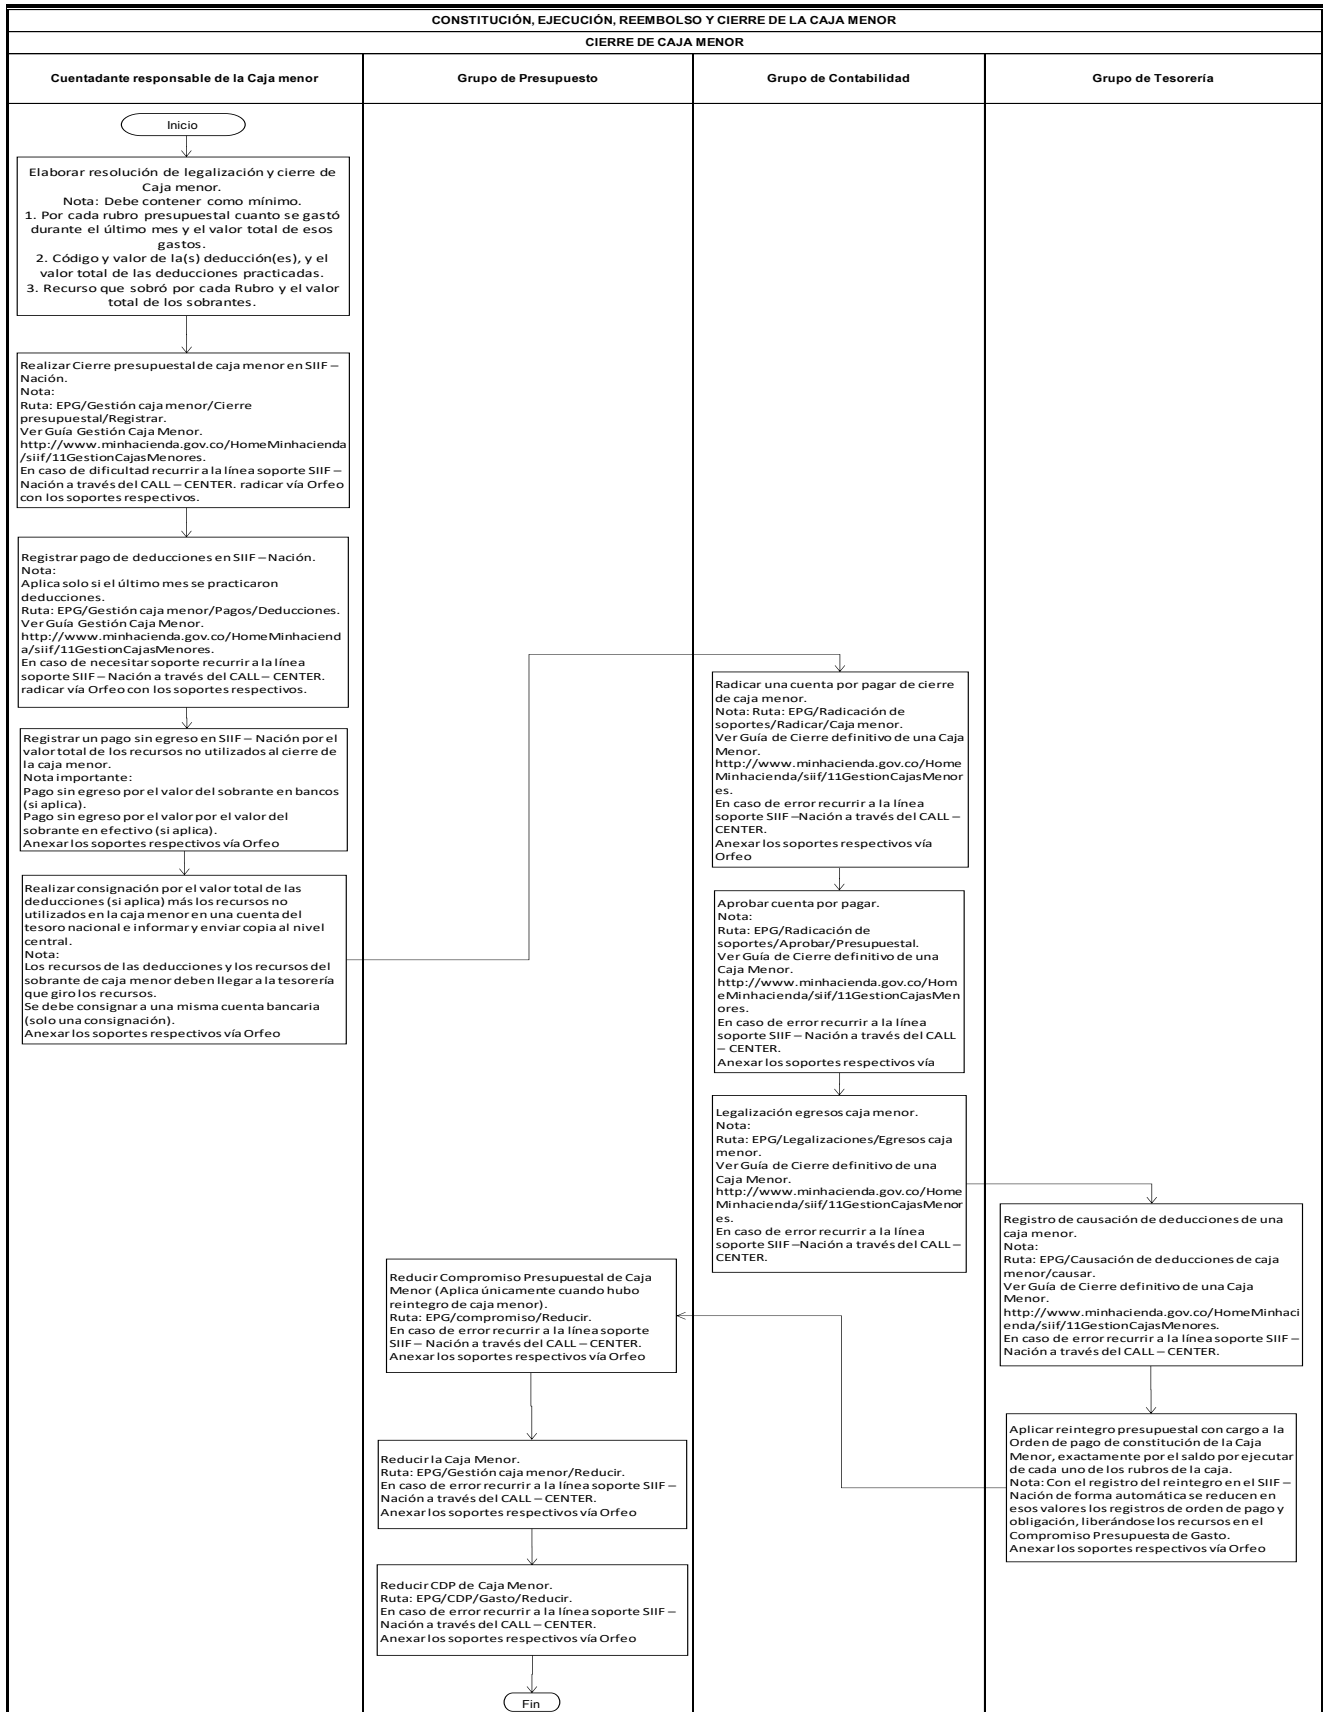 CONSTITUCIÓN, EJECUCIÓN, REEMBOLSO Y CIERRE DE LA CAJA MENOR
CIERRE DE CAJA MENOR
Cuentadante responsable de la Caja menor
Grupo de Presupuesto
Grupo de Contabilidad
Grupo de Tesorería
Inicio
Elaborar resolución de legalización y cierre de
Caja menor.
Nota: Debe contener como mínimo.
1. Por cada rubro presupuestal cuanto se gastó
durante el último mes y el valor total de esos
gastos.
2. Código y valor de la(s) deducción(es), y el
valor total de las deducciones practicadas.
3. Recurso que sobró por cada Rubro y el valor
total de los sobrantes.
Realizar Cierre presupuestal de caja menor en SIIF –
Nación.
Nota:
Ruta: EPG/Gestión caja menor/Cierre
presupuestal/Registrar.
Ver Guía Gestión Caja Menor.
http://www.minhacienda.gov.co/HomeMinhacienda
/siif/11GestionCajasMenores.
En caso de dificultad recurrir a la línea soporte SIIF –
Nación a través del CALL – CENTER. radicar vía Orfeo
con los soportes respectivos.
Registrar pago de deducciones en SIIF – Nación.
Nota:
Aplica solo si el último mes se practicaron
deducciones.
Ruta: EPG/Gestión caja menor/Pagos/Deducciones.
Ver Guía Gestión Caja Menor.
http://www.minhacienda.gov.co/HomeMinhaciend
a/siif/11GestionCajasMenores.
En caso de necesitar soporte recurrir a la línea
soporte SIIF – Nación a través del CALL – CENTER.
radicar vía Orfeo con los soportes respectivos.
Registrar un pago sin egreso en SIIF – Nación por el
valor total de los recursos no utilizados al cierre de
la caja menor.
Nota importante:
Pago sin egreso por el valor del sobrante en bancos
(si aplica).
Pago sin egreso por el valor por el valor del
sobrante en efectivo (si aplica).
Anexar los soportes respectivos vía Orfeo
Realizar consignación por el valor total de las
deducciones (si aplica) más los recursos no
utilizados en la caja menor en una cuenta del
tesoro nacional e informar y enviar copia al nivel
central.
Nota:
Los recursos de las deducciones y los recursos del
sobrante de caja menor deben llegar a la tesorería
que giro los recursos.
Se debe consignar a una misma cuenta bancaria
(solo una consignación).
Anexar los soportes respectivos vía Orfeo
Radicar una cuenta por pagar de cierre
de caja menor.
Nota: Ruta: EPG/Radicación de
soportes/Radicar/Caja menor.
Ver Guía de Cierre definitivo de una Caja
Menor.
http://www.minhacienda.gov.co/Home
Minhacienda/siif/11GestionCajasMenor
es.
En caso de error recurrir a la línea
soporte SIIF –Nación a través del CALL –
CENTER.
Anexar los soportes respectivos vía
Orfeo
Aprobar cuenta por pagar.
Nota:
Ruta: EPG/Radicación de
soportes/Aprobar/Presupuestal.
Ver Guía de Cierre definitivo de una
Caja Menor.
http://www.minhacienda.gov.co/Hom
eMinhacienda/siif/11GestionCajasMen
ores.
En caso de error recurrir a la línea
soporte SIIF – Nación a través del CALL
– CENTER.
Anexar los soportes respectivos vía
Legalización egresos caja menor.
Nota:
Ruta: EPG/Legalizaciones/Egresos caja
menor.
Ver Guía de Cierre definitivo de una
Caja Menor.
http://www.minhacienda.gov.co/Home
Minhacienda/siif/11GestionCajasMenor
es.
En caso de error recurrir a la línea
soporte SIIF –Nación a través del CALL –
CENTER.
Registro de causación de deducciones de una
caja menor.
Nota:
Ruta: EPG/Causación de deducciones de caja
menor/causar.
Ver Guía de Cierre definitivo de una Caja
Menor.
http://www.minhacienda.gov.co/HomeMinhaci
enda/siif/11GestionCajasMenores.
En caso de error recurrir a la línea soporte SIIF –
Nación a través del CALL – CENTER.
Aplicar reintegro presupuestal con cargo a la
Orden de pago de constitución de la Caja
Menor, exactamente por el saldo por ejecutar
de cada uno de los rubros de la caja.
Nota: Con el registro del reintegro en el SIIF –
Nación de forma automática se reducen en
esos valores los registros de orden de pago y
obligación, liberándose los recursos en el
Compromiso Presupuesta de Gasto.
Anexar los soportes respectivos vía Orfeo
Reducir Compromiso Presupuestal de Caja
Menor (Aplica únicamente cuando hubo
reintegro de caja menor).
Ruta: EPG/compromiso/Reducir.
En caso de error recurrir a la línea soporte
SIIF – Nación a través del CALL – CENTER.
Anexar los soportes respectivos vía Orfeo
Reducir la Caja Menor.
Ruta: EPG/Gestión caja menor/Reducir.
En caso de error recurrir a la línea soporte SIIF –
Nación a través del CALL – CENTER.
Anexar los soportes respectivos vía Orfeo
Reducir CDP de Caja Menor.
Ruta: EPG/CDP/Gasto/Reducir.
En caso de error recurrir a la línea soporte SIIF –
Nación a través del CALL – CENTER.
Anexar los soportes respectivos vía Orfeo
Fin